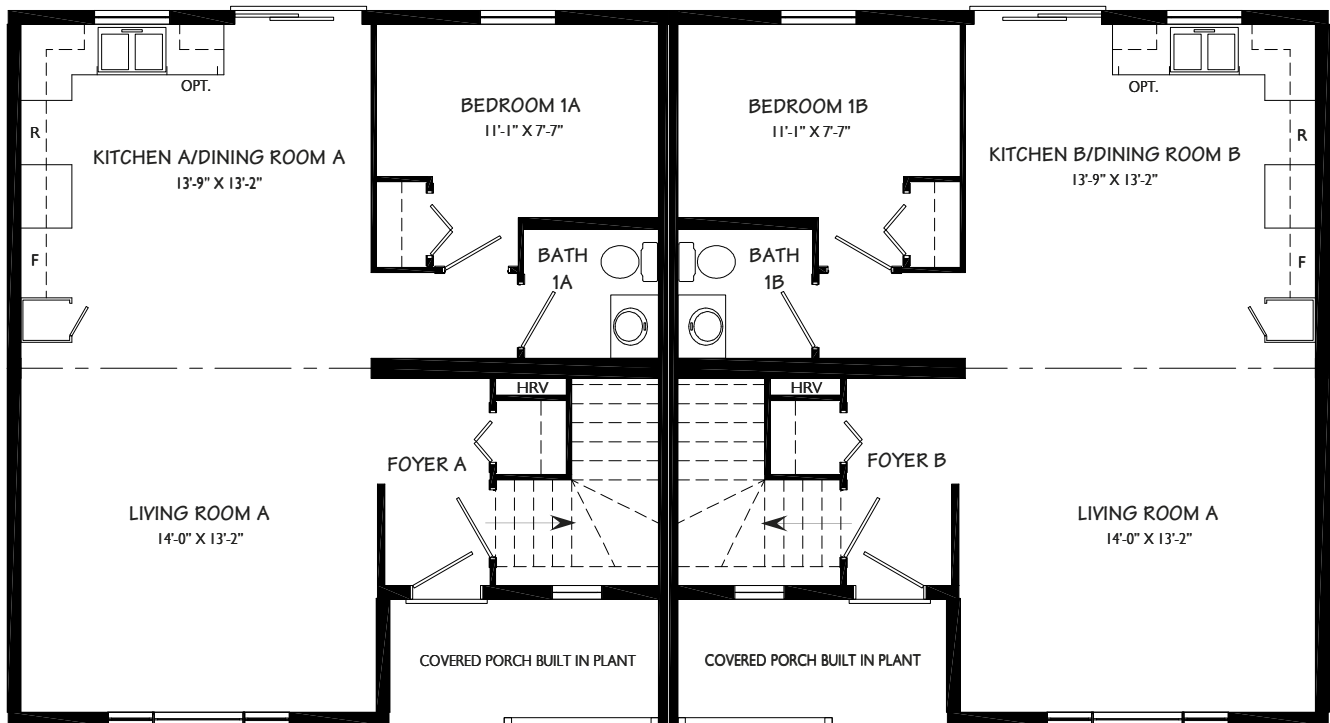 OPT.
R
KITCHEN A/DINING ROOM A
13'-9" X 13'-2"
F
BEDROOM 1A
11'-1" X 7'-7"
BATH
1A
HRV
FOYER A
LIVING ROOM A
14'-0" X 13'-2"
COVERED PORCH BUILT IN PLANT
BEDROOM 1B
11'-1" X 7'-7"
OPT.
KITCHEN B/DINING ROOM B
13'-9" X 13'-2"
R
F
BATH
1B
HRV
FOYER B
LIVING ROOM A
14'-0" X 13'-2"
COVERED PORCH BUILT IN PLANT